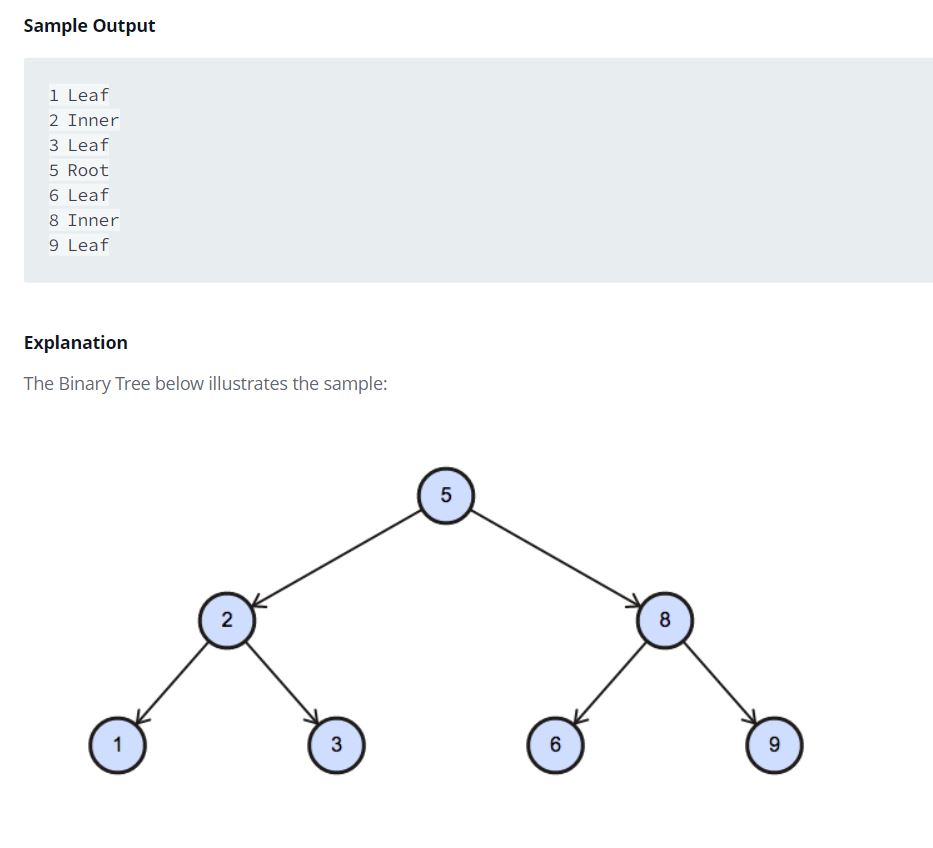 Sample Output
1 Leaf
2 Inner
3 Leaf
5 Root
6 Leaf
8 Inner
9 Leaf
Explanation
The Binary Tree below illustrates the sample:
5
2
8
1
3
6
9